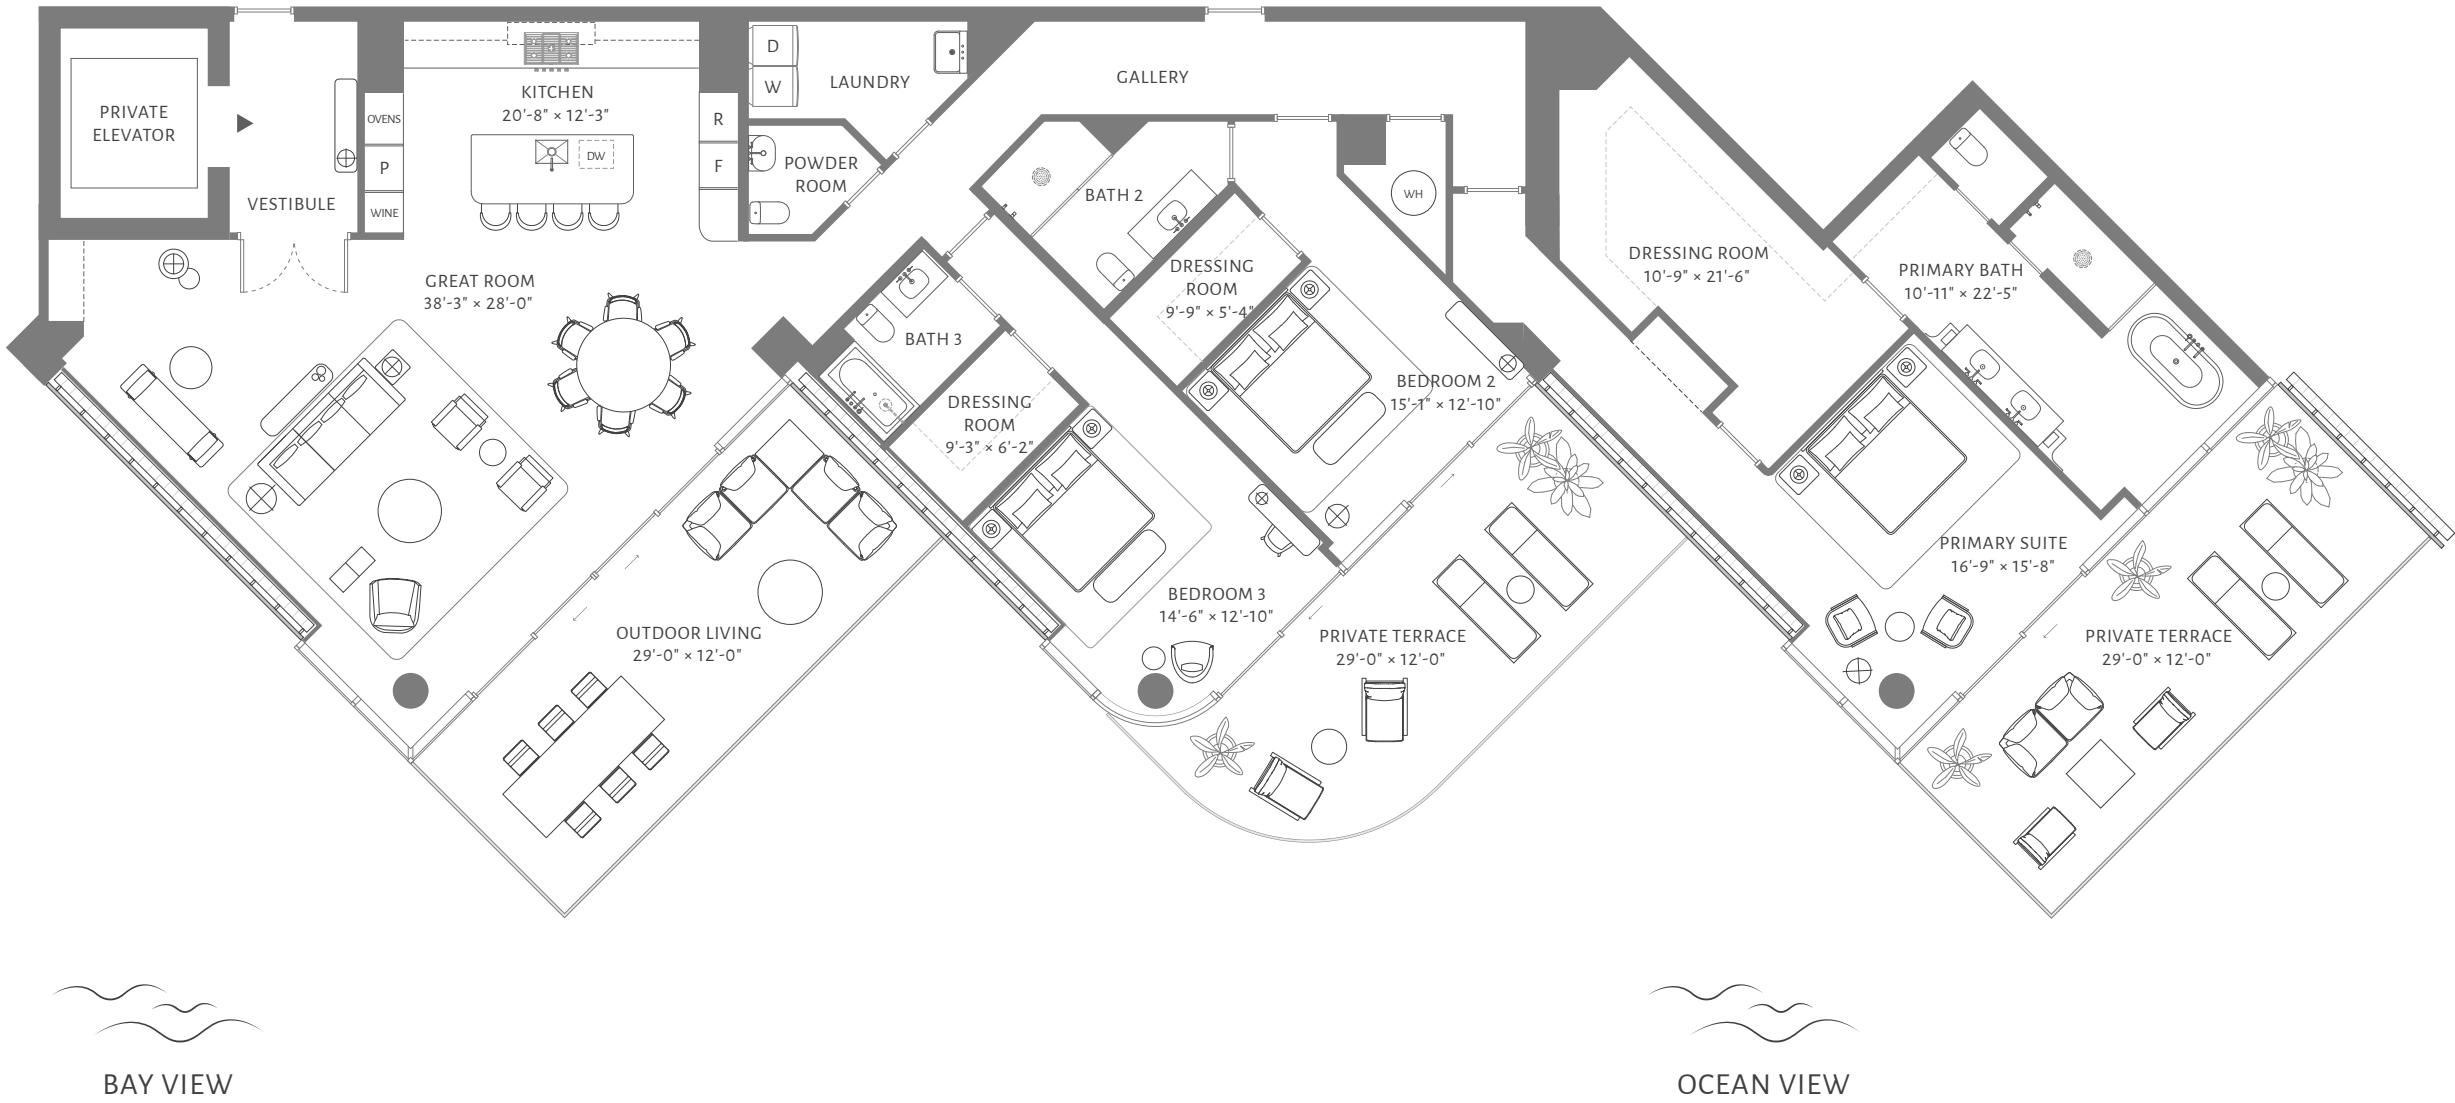 PRIVATE
ELEVATOR
VESTIBULE
OVENS
P
WINE
KITCHEN
20'-8" × 12'-3"
DW
R
F
D
W
LAUNDRY
POWDER
ROOM
GALLERY
GREAT ROOM
38'-3" × 28'-0"
BATH 2
WH
DRESSING
ROOM
9'-9" × 5'-4"
BATH 3
DRESSING
ROOM
9'-3" × 6'-2"
BEDROOM 2
15'-1" × 12'-10"
DRESSING ROOM
10'-9" × 21'-6"
PRIMARY BATH
10'-11" × 22'-5"
PRIMARY SUITE
16'-9" × 15'-8"
BEDROOM 3
14'-6" × 12'-10"
OUTDOOR LIVING
29'-0" × 12'-0"
PRIVATE TERRACE
29'-0" × 12'-0"
PRIVATE TERRACE
29'-0" × 12'-0"
BAY VIEW
OCEAN VIEW